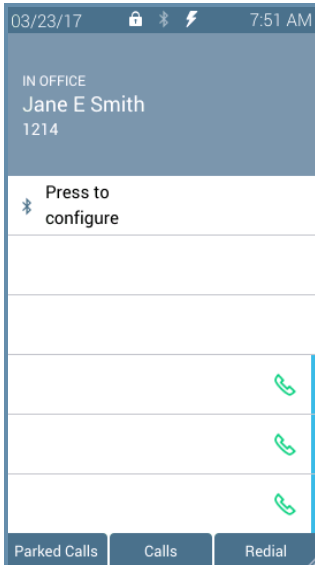 03/23/17 7:51 AM
IN OFFICE
Jane E Smith
1214
Press to
configure
Parked Calls Calls Redial